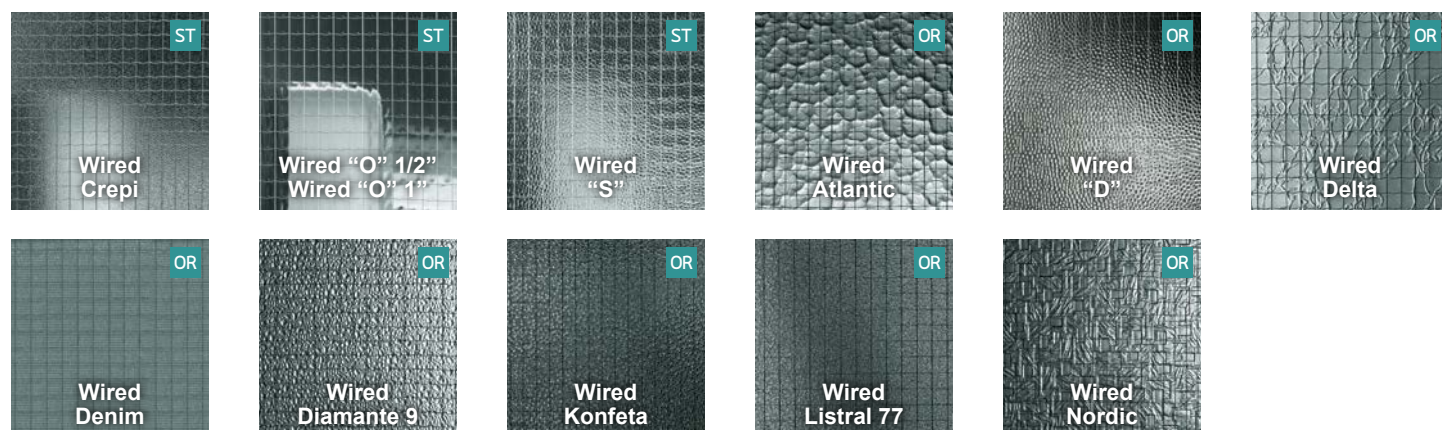 ST
Wired
Crepi
ST
Wired “O” 1/2”
Wired “O” 1”
ST
Wired
“S”
OR
Wired
Atlantic
OR
Wired
“D”
OR
Wired
Delta
OR
Wired
Denim
OR
Wired
Diamante 9
OR
Wired
Konfeta
OR
Wired
Listral 77
OR
Wired
Nordic